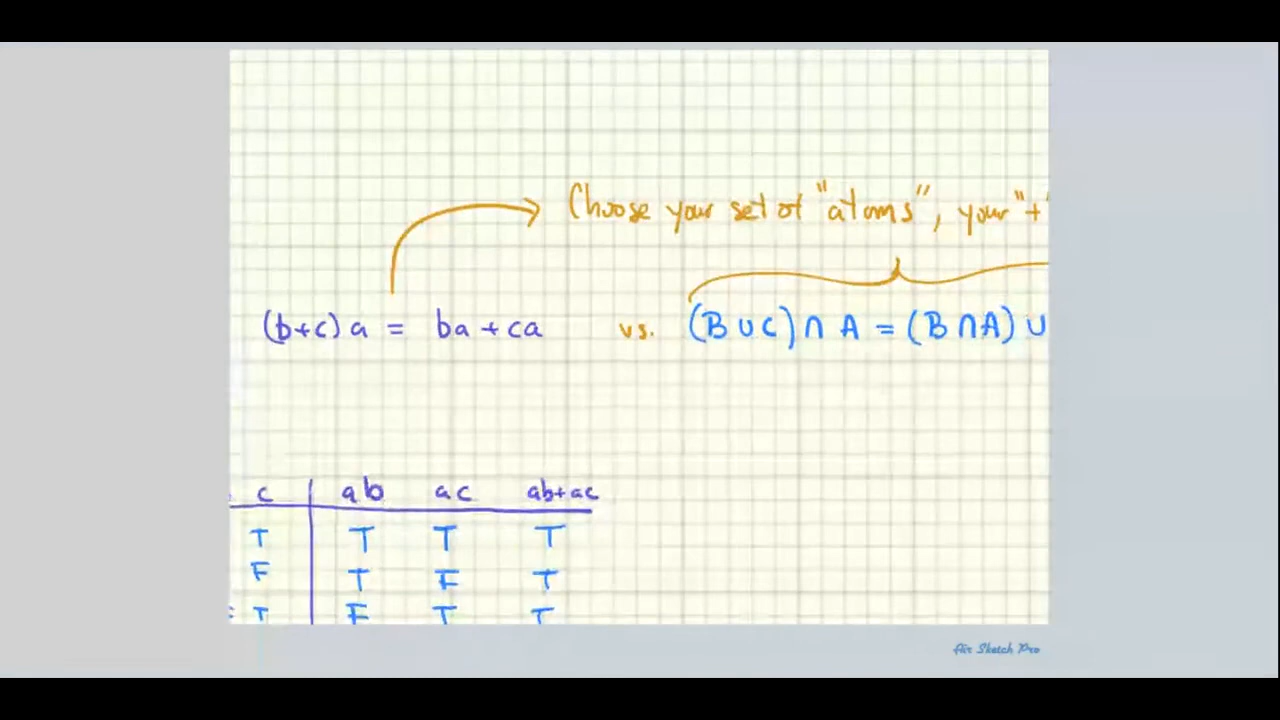 Choose your set of "atoms", your "+"
(b+c) a = ba + ca vs. (B ∪ C) ∩ A = (B ∩ A) ∪
c ab ac ab+ac
T T T T
F T F T
T F T T
Air Sketch Pro